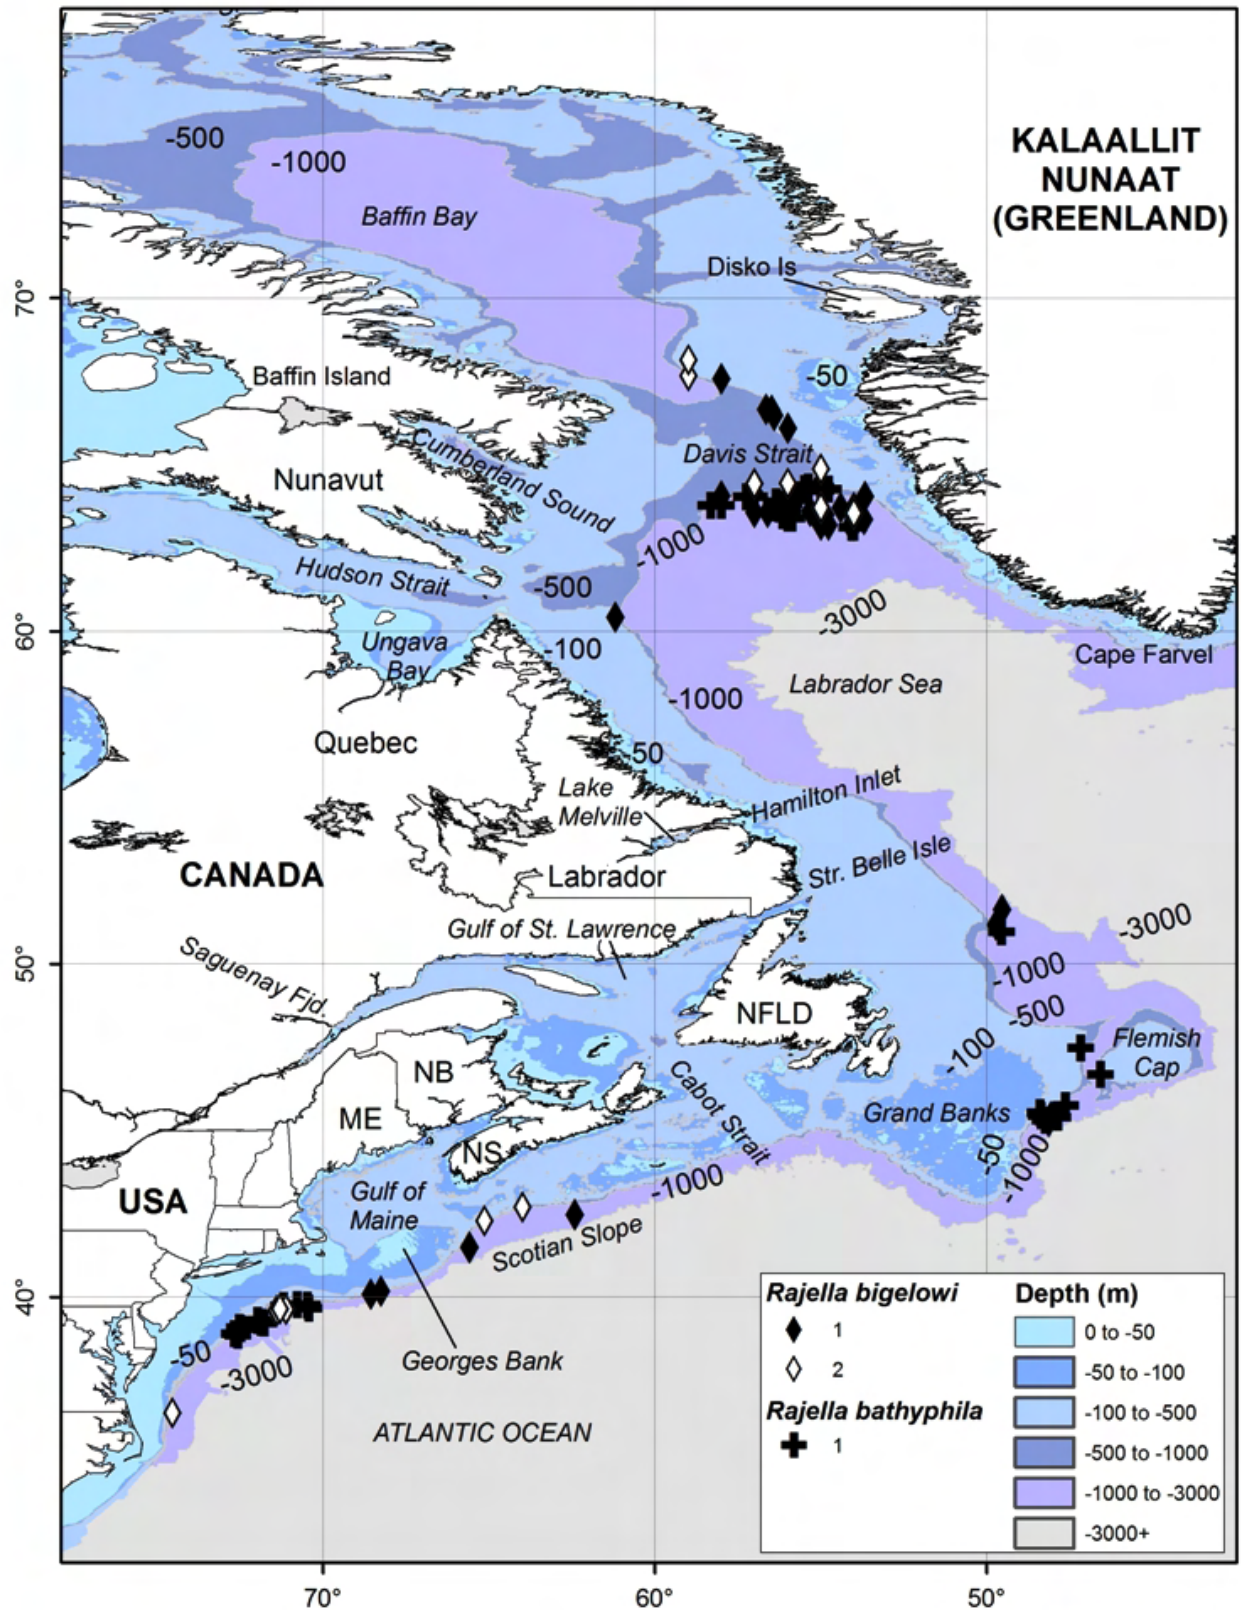 -500
-1000
Baffin Bay
KALAALLIT
NUNAAT
(GREENLAND)
Disko Is
70°
Baffin Island
-50
Cumberland Sound
Davis Strait
Nunavut
-1000
Hudson Strait
-500
-3000
60°
Ungava
Bay
-100
Cape Farvel
Labrador Sea
-1000
Quebec
50
Lake
Melville
Hamilton Inlet
CANADA
Labrador
Str. Belle Isle
Gulf of St. Lawrence
-3000
Saguenay Fjd.
50°
-1000
NFLD
-500
-100
Flemish
Cap
NB
Cabot Strait
Grand Banks
ME
NS
-50
-1000
-1000
USA
Gulf of
Maine
Scotian Slope
40°
-50
-3000
Georges Bank
ATLANTIC OCEAN
Rajella bigelowi
1
2
Rajella bathyphila
1
Depth (m)
0 to -50
-50 to -100
-100 to -500
-500 to -1000
-1000 to -3000
-3000+
70°
60°
50°